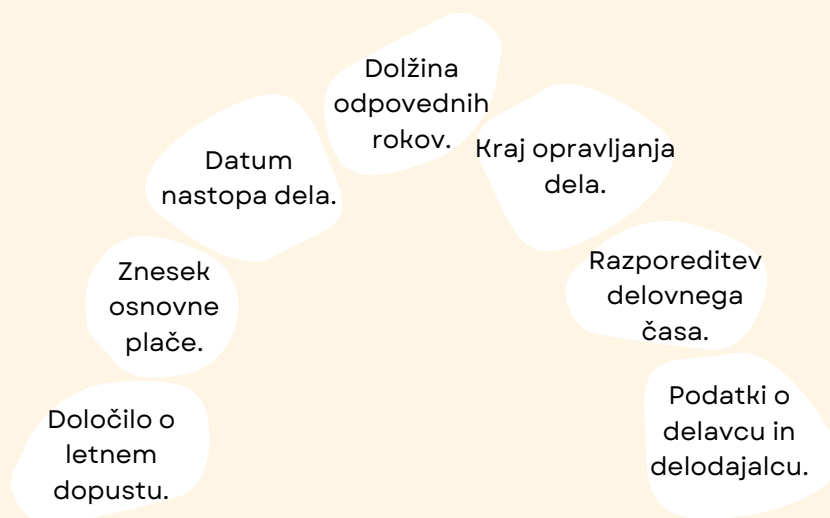 Dolžina
odpovednih
rokov.
Datum
nastopa dela.
Kraj opravljanja
dela.
Znesek
osnovne
plače.
Razporeditev
delovnega
časa.
Določilo o
letnem
dopustu.
Podatki o
delavcu in
delodajalcu.